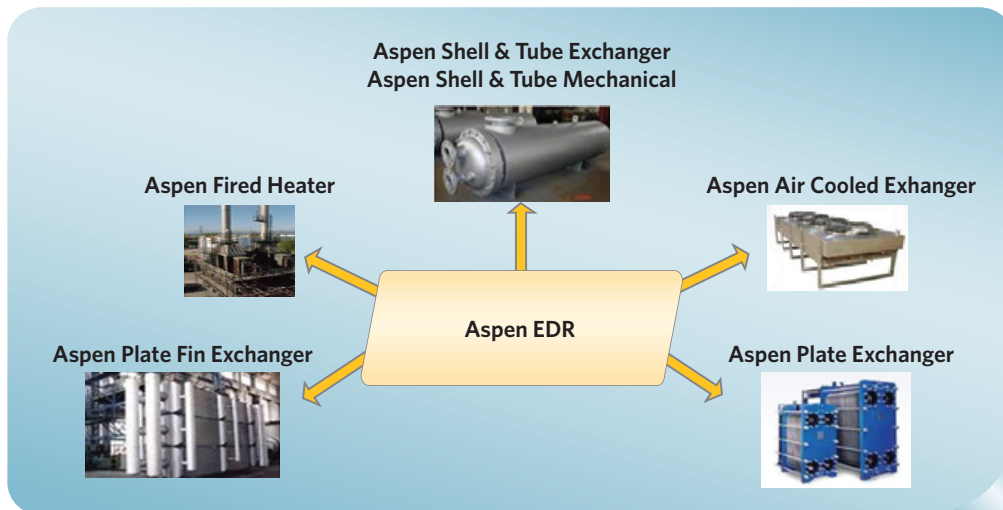 Aspen Shell & Tube Exchanger
Aspen Shell & Tube Mechanical
Aspen Fired Heater
Aspen Air Cooled Exhanger
Aspen EDR
Aspen Plate Fin Exchanger
Aspen Plate Exchanger